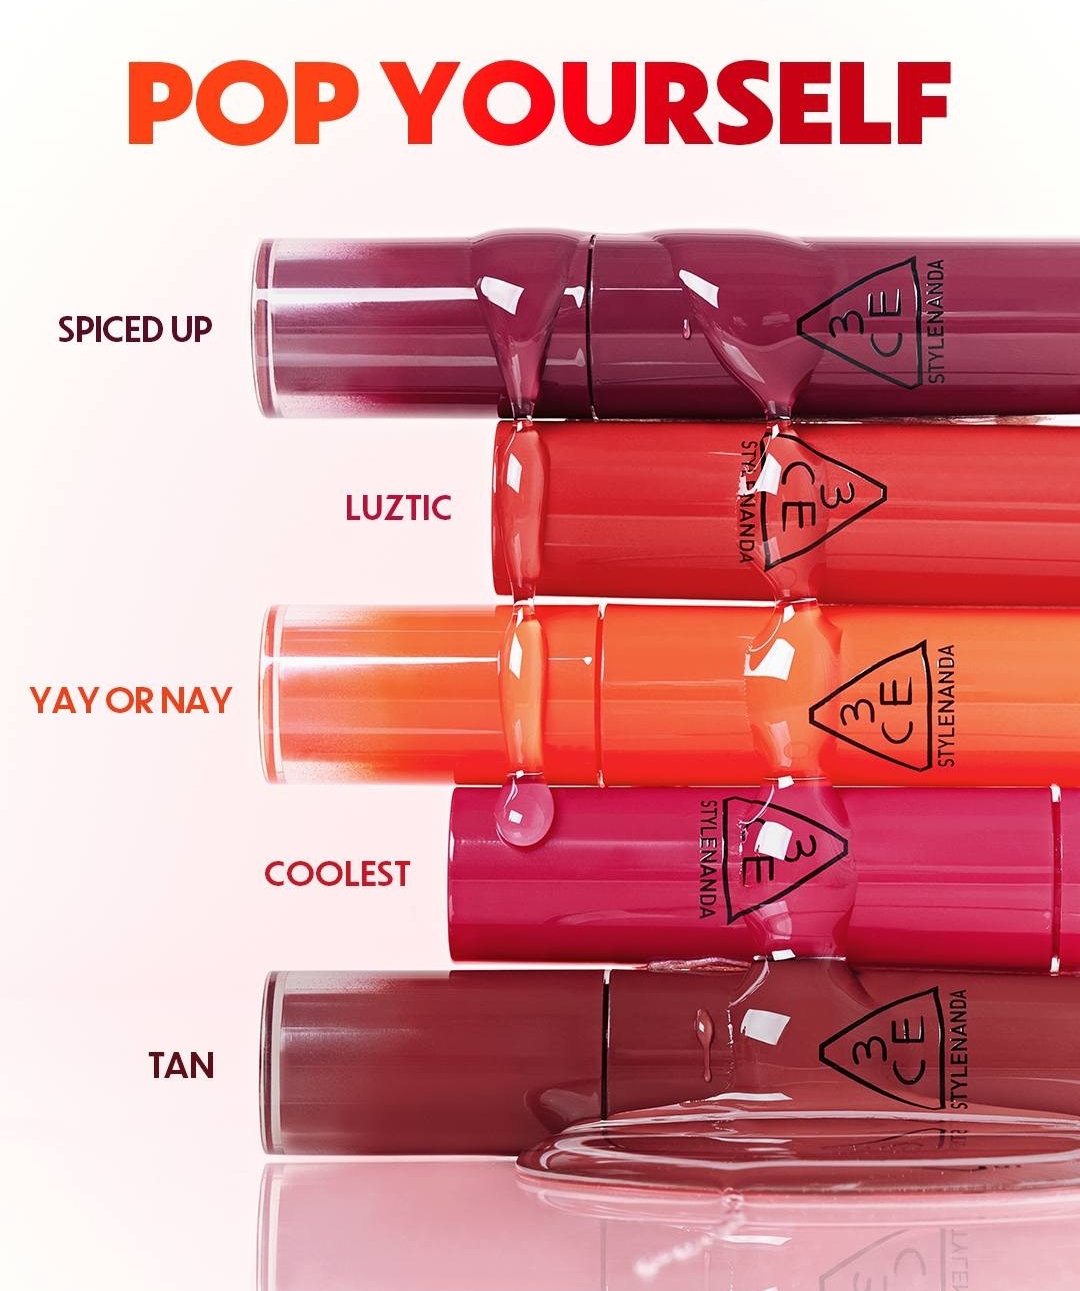 POP YOURSELF
SPICED UP
3CE
STYLENANDA
LUZTIC
3CE
STYLENANDA
YAY OR NAY
3CE
STYLENANDA
COOLEST
3CE
STYLENANDA
TAN
3CE
STYLENANDA